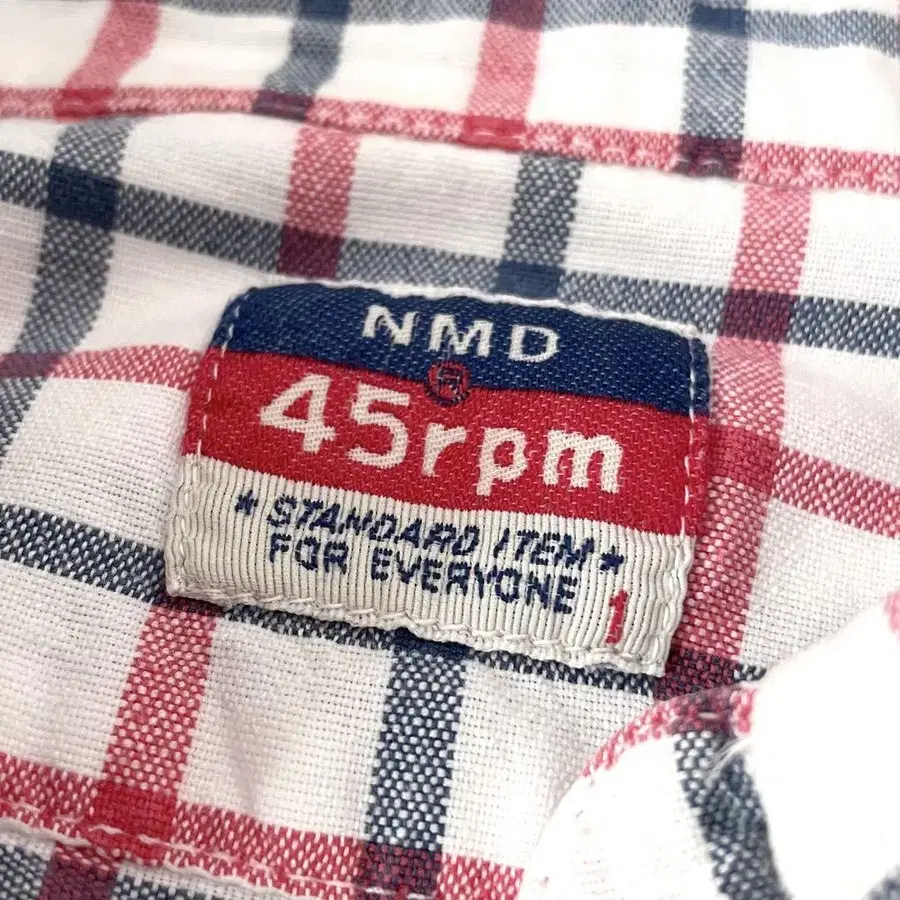 NMD
R
45rpm
* STANDARD ITEM *
FOR EVERYONE 1